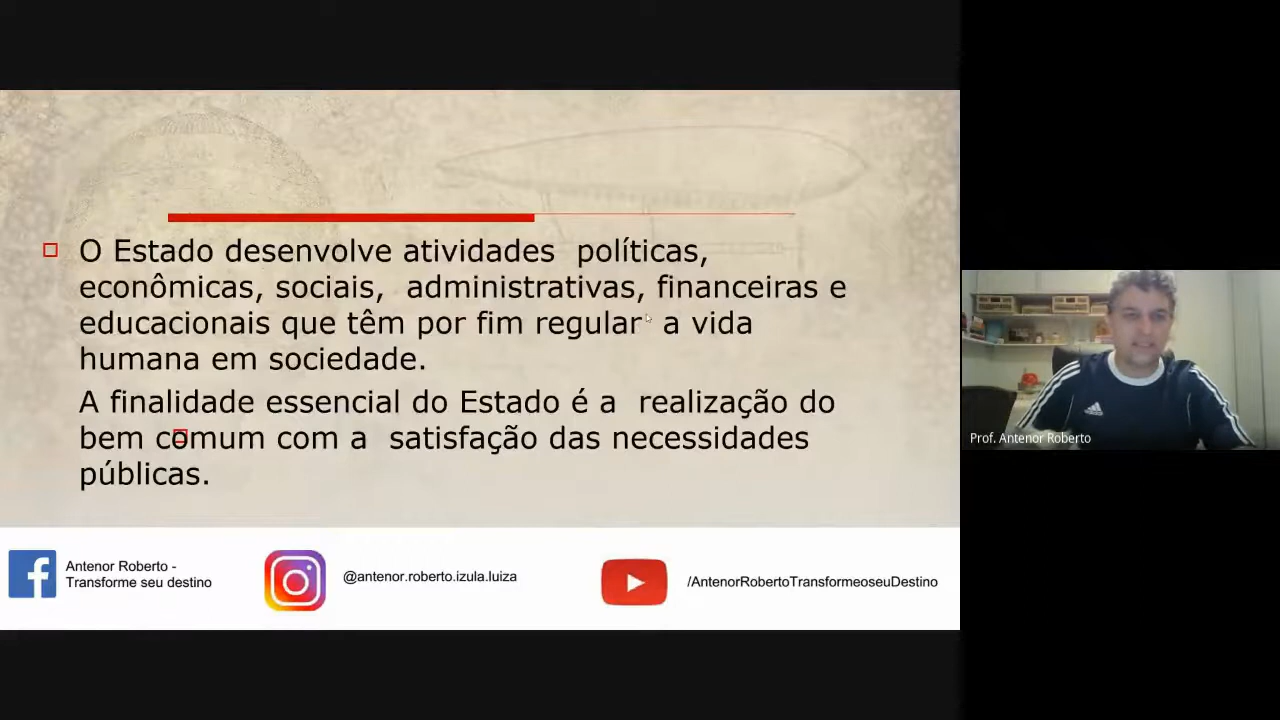 O Estado desenvolve atividades políticas,
econômicas, sociais, administrativas, financeiras e
educacionais que têm por fim regular a vida
humana em sociedade.
A finalidade essencial do Estado é a realização do
bem comum com a satisfação das necessidades
públicas.
Antenor Roberto -
Transforme seu destino
@antenor.roberto.izula.luiza
/AntenorRobertoTransformeoseuDestino
Prof. Antenor Roberto